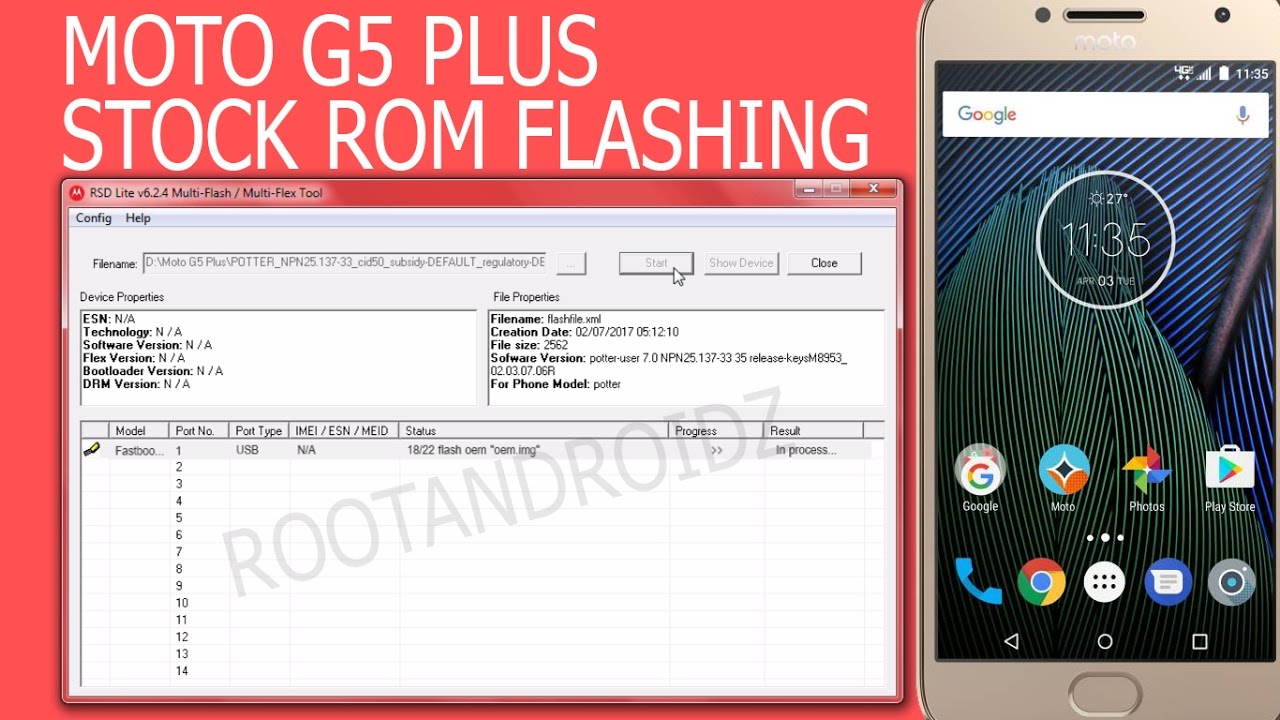 MOTO G5 PLUS
STOCK ROM FLASHING
RSD Lite v6.2.4 Multi-Flash / Multi-Flex Tool
Config Help
Filename: D:\Moto G5 Plus\POTTER_NPN25.137-33_cid50_subsidy-DEFAULT_regulatory-DE ... Start Show Device Close
Device Properties
ESN: N/A
Technology: N / A
Software Version: N / A
Flex Version: N / A
Bootloader Version: N / A
DRM Version: N / A
File Properties
Filename: flashfile.xml
Creation Date: 02/07/2017 05:12:10
File size: 2562
Sofware Version: potter-user 7.0 NPN25.137-33 35 release-keysM8953_
02.03.07.06R
For Phone Model: potter
Model Port No. Port Type IMEI / ESN / MEID Status Progress Result
Fastboo... 1 USB N/A 18/22 flash oem "oem.img" >> In process...
2
3
4
5
6
7
8
9
10
11
12
13
14
ROOTANDROIDZ
moto
4G 11:35
Google
27°
11:35
APR 03 TUE
G
Google Moto Photos Play Store